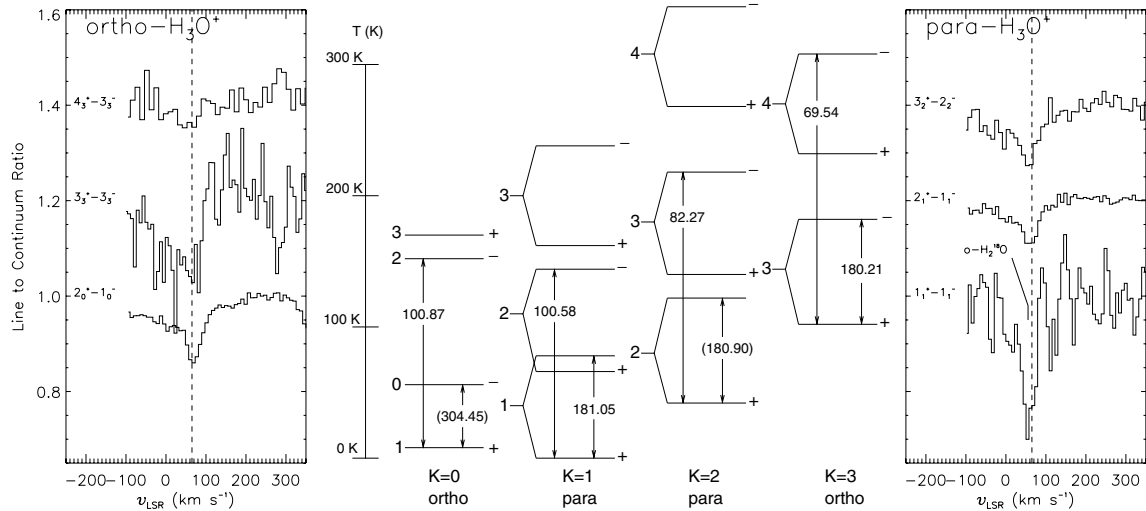 ortho−H₃O⁺
1.6
1.4
1.2
1.0
0.8
Line to Continuum Ratio
4₃⁺−3₃⁻
3₃⁺−3₃⁻
2₀⁺−1₀⁻
−200 −100 0 100 200 300
υLSR (km s⁻¹)
T (K)
300 K
200 K
100 K
0 K
3 +
2 −
100.87
0 −
(304.45)
1 +
K=0
ortho
3 − +
2 − +
100.58
1 +
181.05
K=1
para
4 − +
3 − +
82.27
2 +
(180.90)
K=2
para
4 − +
69.54
3 − +
180.21
K=3
ortho
para−H₃O⁺
3₂⁺−2₂⁻
2₁⁺−1₁⁻
o−H₂¹⁸O
1₁⁺−1₁⁻
−200 −100 0 100 200 300
υLSR (km s⁻¹)